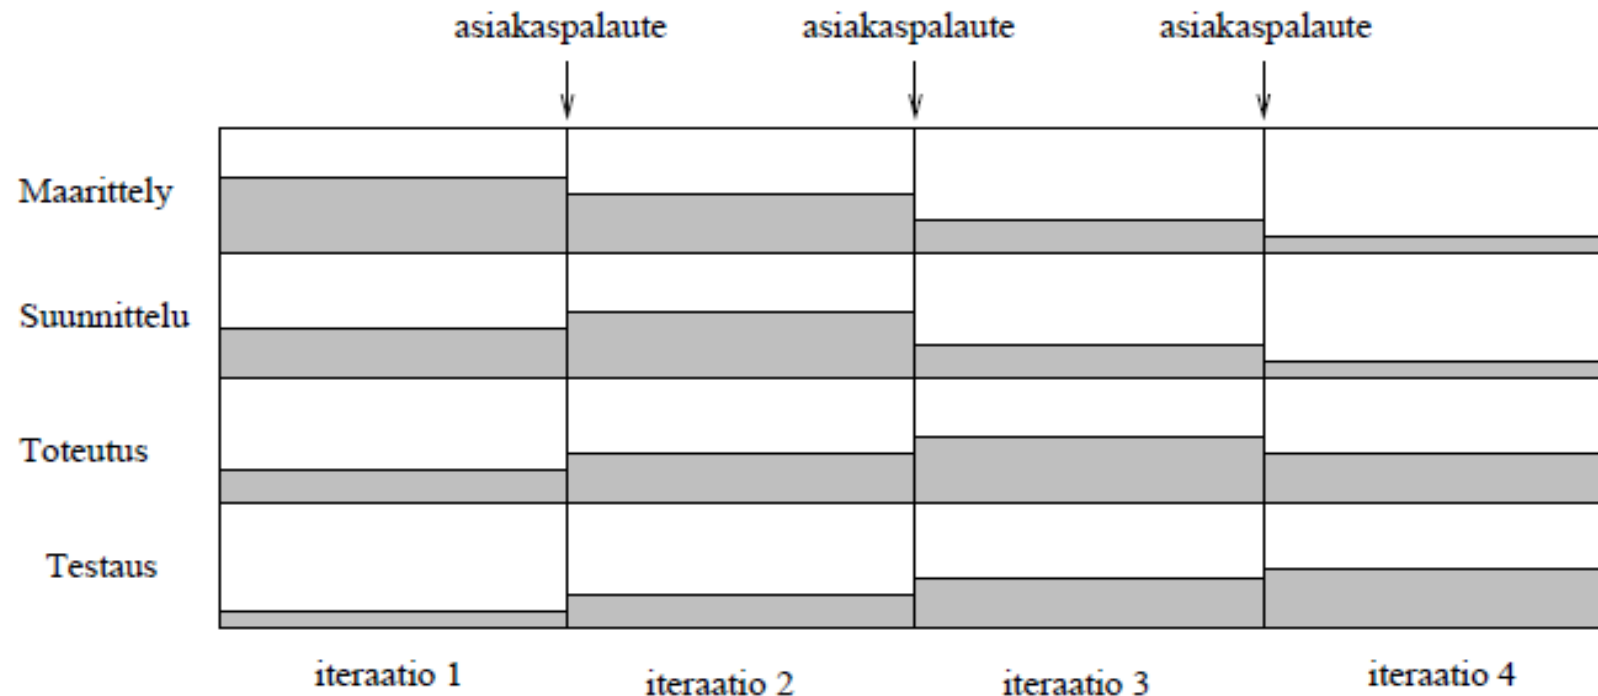 asiakaspalaute asiakaspalaute asiakaspalaute
Maarittely
Suunnittelu
Toteutus
Testaus
iteraatio 1 iteraatio 2 iteraatio 3 iteraatio 4